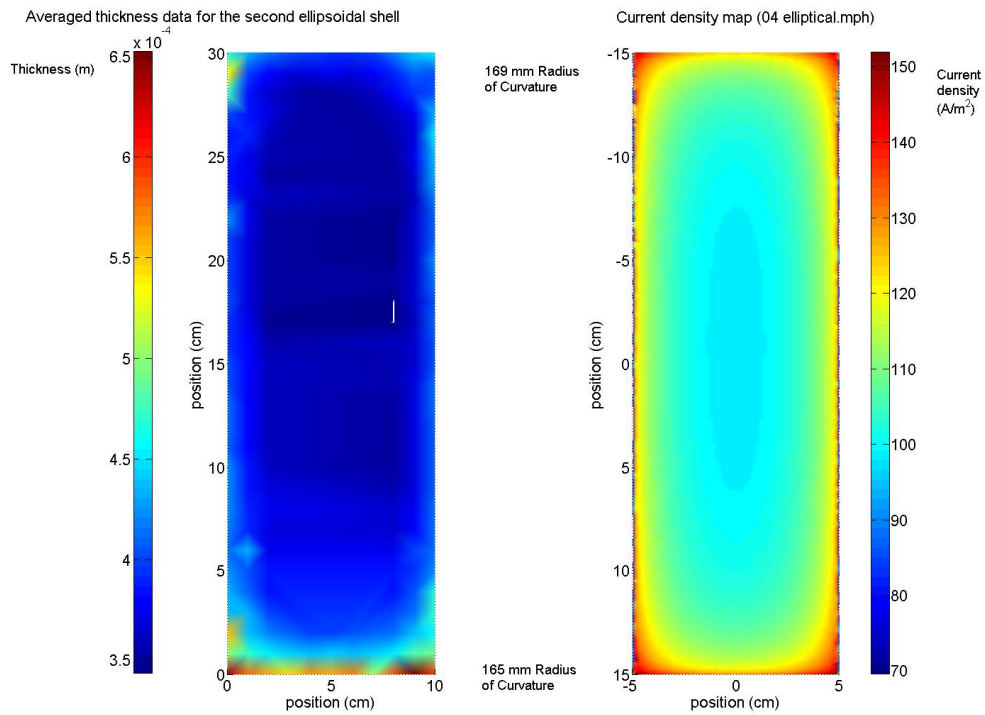 Averaged thickness data for the second ellipsoidal shell
Current density map (04 elliptical.mph)
x 10⁻⁴
Thickness (m)
6.5
6
5.5
5
4.5
4
3.5
position (cm)
30
25
20
15
10
5
0
0 5 10
position (cm)
169 mm Radius
of Curvature
165 mm Radius
of Curvature
position (cm)
-15
-10
-5
0
5
10
15
-5 0 5
position (cm)
150
140
130
120
110
100
90
80
70
Current
density
(A/m²)